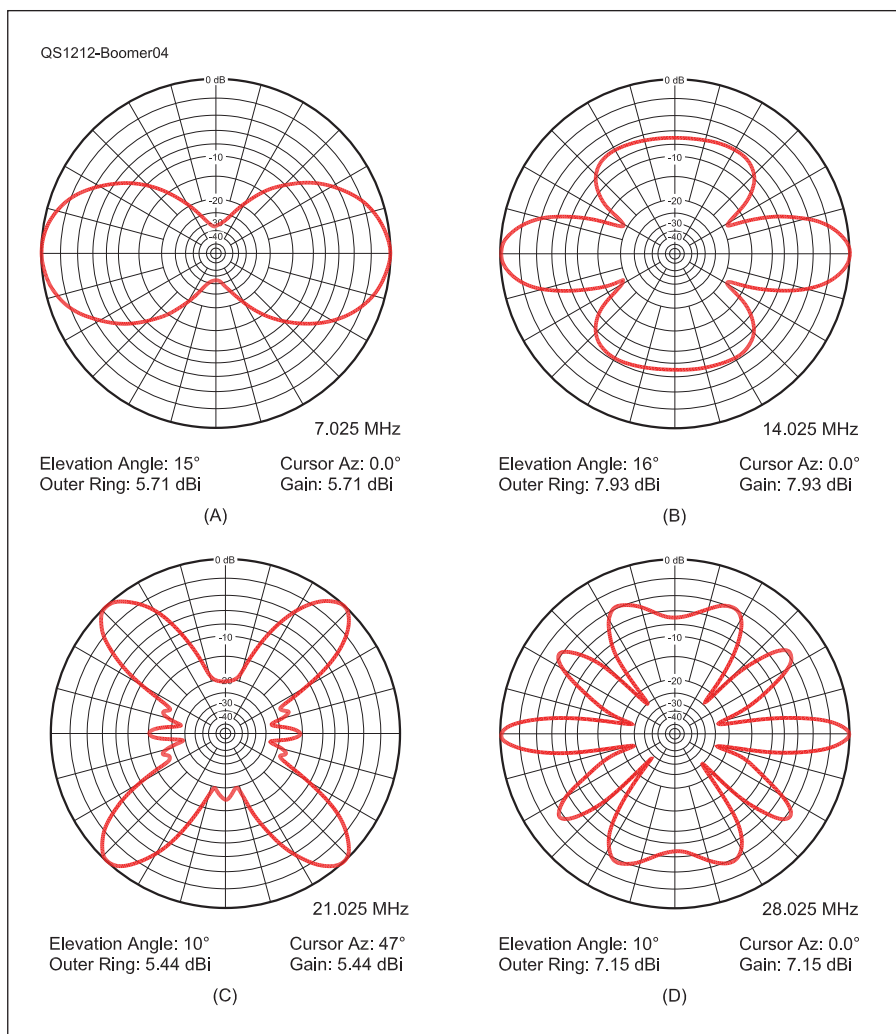 QS1212-Boomer04
0 dB
-10
-20
-30
-40
7.025 MHz
Elevation Angle: 15° Cursor Az: 0.0°
Outer Ring: 5.71 dBi Gain: 5.71 dBi
(A)
0 dB
-10
-20
-30
-40
14.025 MHz
Elevation Angle: 16° Cursor Az: 0.0°
Outer Ring: 7.93 dBi Gain: 7.93 dBi
(B)
0 dB
-10
-20
-30
-40
21.025 MHz
Elevation Angle: 10° Cursor Az: 47°
Outer Ring: 5.44 dBi Gain: 5.44 dBi
(C)
0 dB
-10
-20
-30
-40
28.025 MHz
Elevation Angle: 10° Cursor Az: 0.0°
Outer Ring: 7.15 dBi Gain: 7.15 dBi
(D)